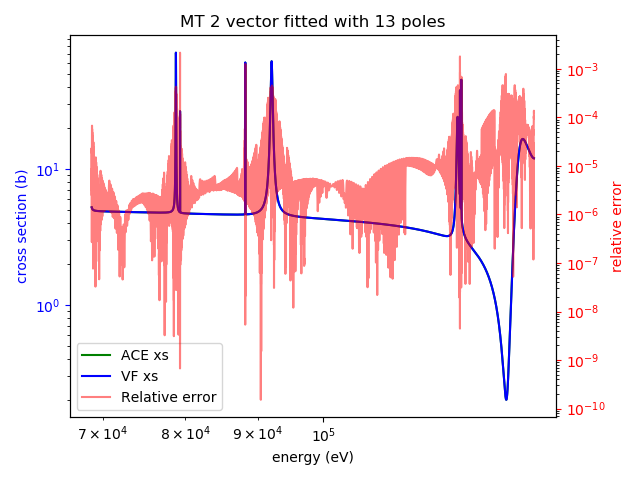 MT 2 vector fitted with 13 poles
cross section (b)
10¹
10⁰
10⁻³
10⁻⁴
10⁻⁵
10⁻⁶
10⁻⁷
10⁻⁸
10⁻⁹
10⁻¹⁰
relative error
ACE xs
VF xs
Relative error
7 × 10⁴ 8 × 10⁴ 9 × 10⁴ 10⁵
energy (eV)